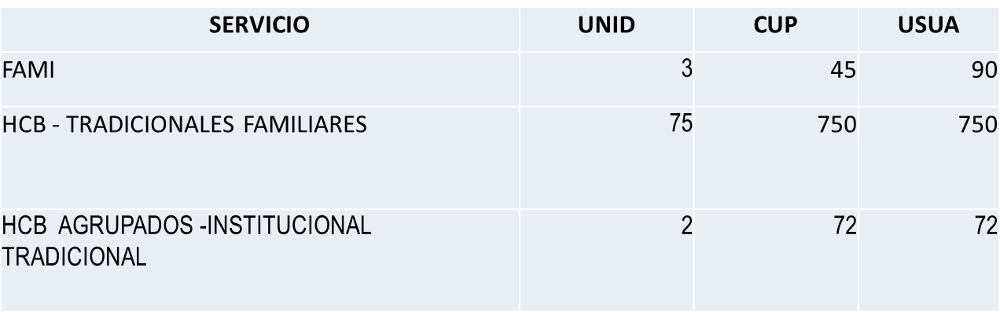 SERVICIO UNID CUP USUA
FAMI 3 45 90
HCB - TRADICIONALES FAMILIARES 75 750 750
HCB AGRUPADOS -INSTITUCIONAL 2 72 72
TRADICIONAL